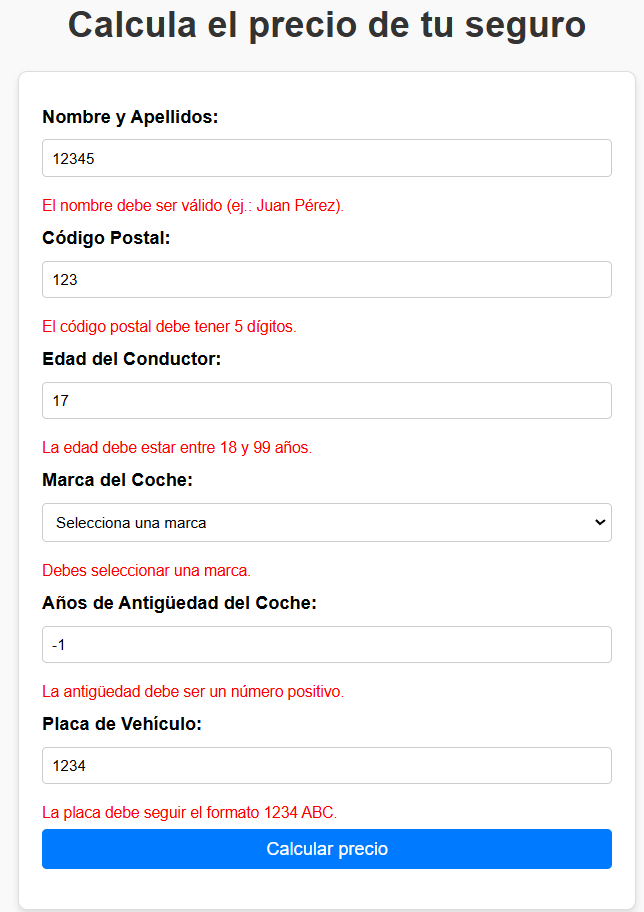 Calcula el precio de tu seguro
Nombre y Apellidos:
12345
El nombre debe ser válido (ej.: Juan Pérez).
Código Postal:
123
El código postal debe tener 5 dígitos.
Edad del Conductor:
17
La edad debe estar entre 18 y 99 años.
Marca del Coche:
Selecciona una marca
Debes seleccionar una marca.
Años de Antigüedad del Coche:
-1
La antigüedad debe ser un número positivo.
Placa de Vehículo:
1234
La placa debe seguir el formato 1234 ABC.
Calcular precio